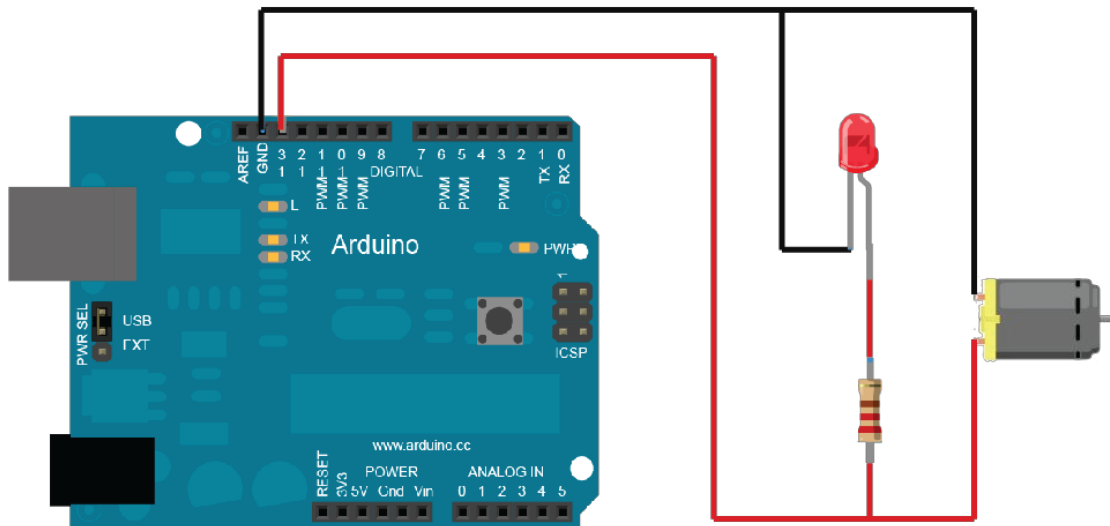 AREF
GND
13
12
PWM 11
PWM 10
PWM 9
8
DIGITAL
7
PWM 6
PWM 5
4
PWM 3
2
TX 1
RX 0
L
TX
RX
Arduino
PWR
1
ICSP
PWR SEL
USB
EXT
www.arduino.cc
POWER
ANALOG IN
RESET
3V3
5V Gnd Vin
0 1 2 3 4 5